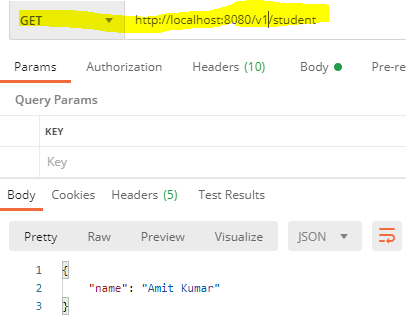 GET http://localhost:8080/v1/student
Params Authorization Headers (10) Body Pre-re
Query Params
KEY
Key
Body Cookies Headers (5) Test Results
Pretty Raw Preview Visualize JSON
1 {
2 "name": "Amit Kumar"
3 }